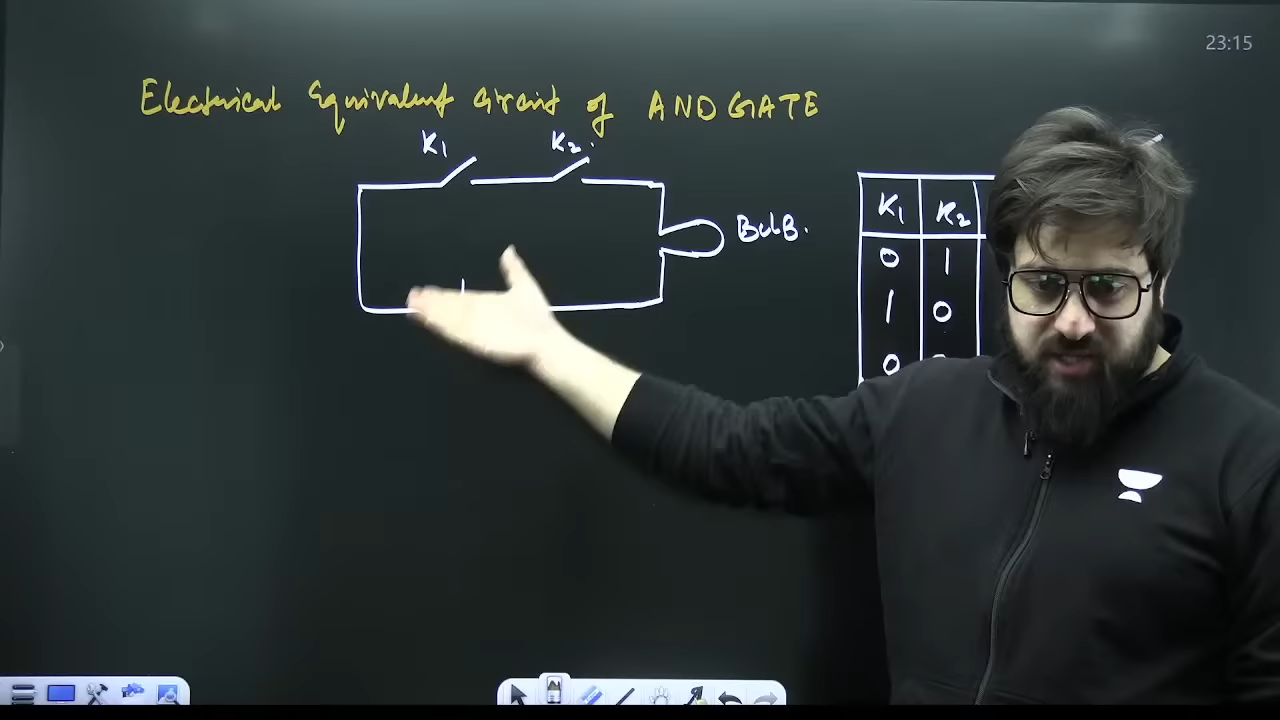 23:15
Electrical Equivalent Circuit of AND GATE
K1 K2.
BulB.
K1 K2
0 1
1 0
0